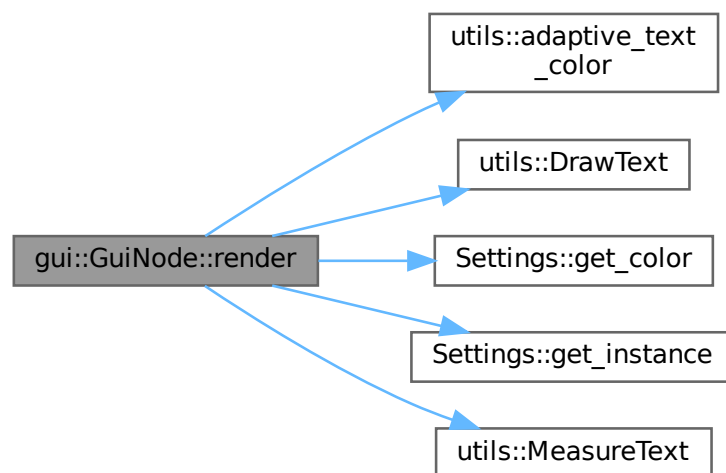 utils::adaptive_text
_color
utils::DrawText
gui::GuiNode::render
Settings::get_color
Settings::get_instance
utils::MeasureText